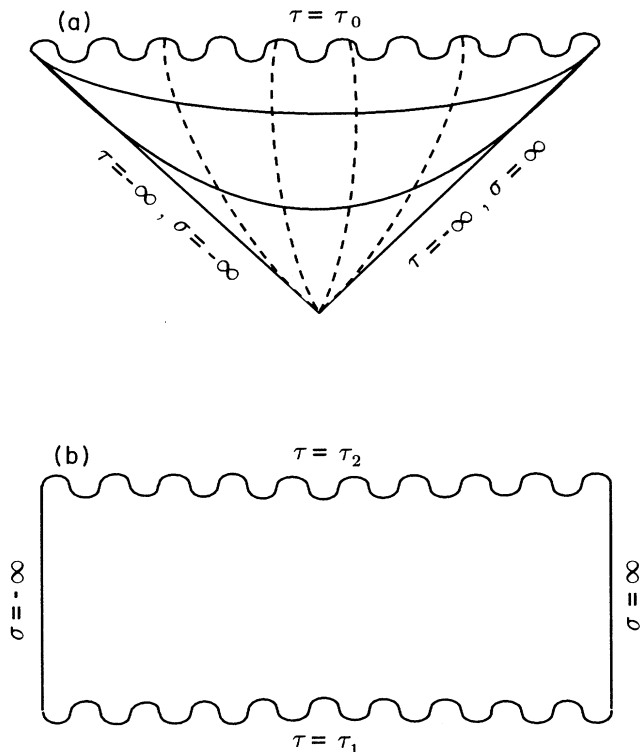 (a)
τ = τ₀
τ = -∞ , σ = -∞
τ = -∞ , σ = ∞
(b)
τ = τ₂
σ = -∞
σ = ∞
τ = τ₁